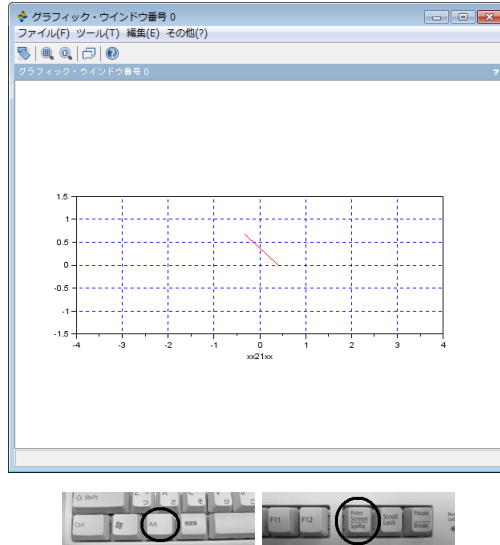 グラフィック・ウインドウ番号 0
ファイル(F) ツール(T) 編集(E) その他(?)
グラフィック・ウインドウ番号 0 ?
1.5
1
0.5
0
-0.5
-1
-1.5
-4 -3 -2 -1 0 1 2 3 4
xx21xx
Shift
Ctrl Alt
F11 F12 Print Screen SysRq Scroll Lock Pause Break